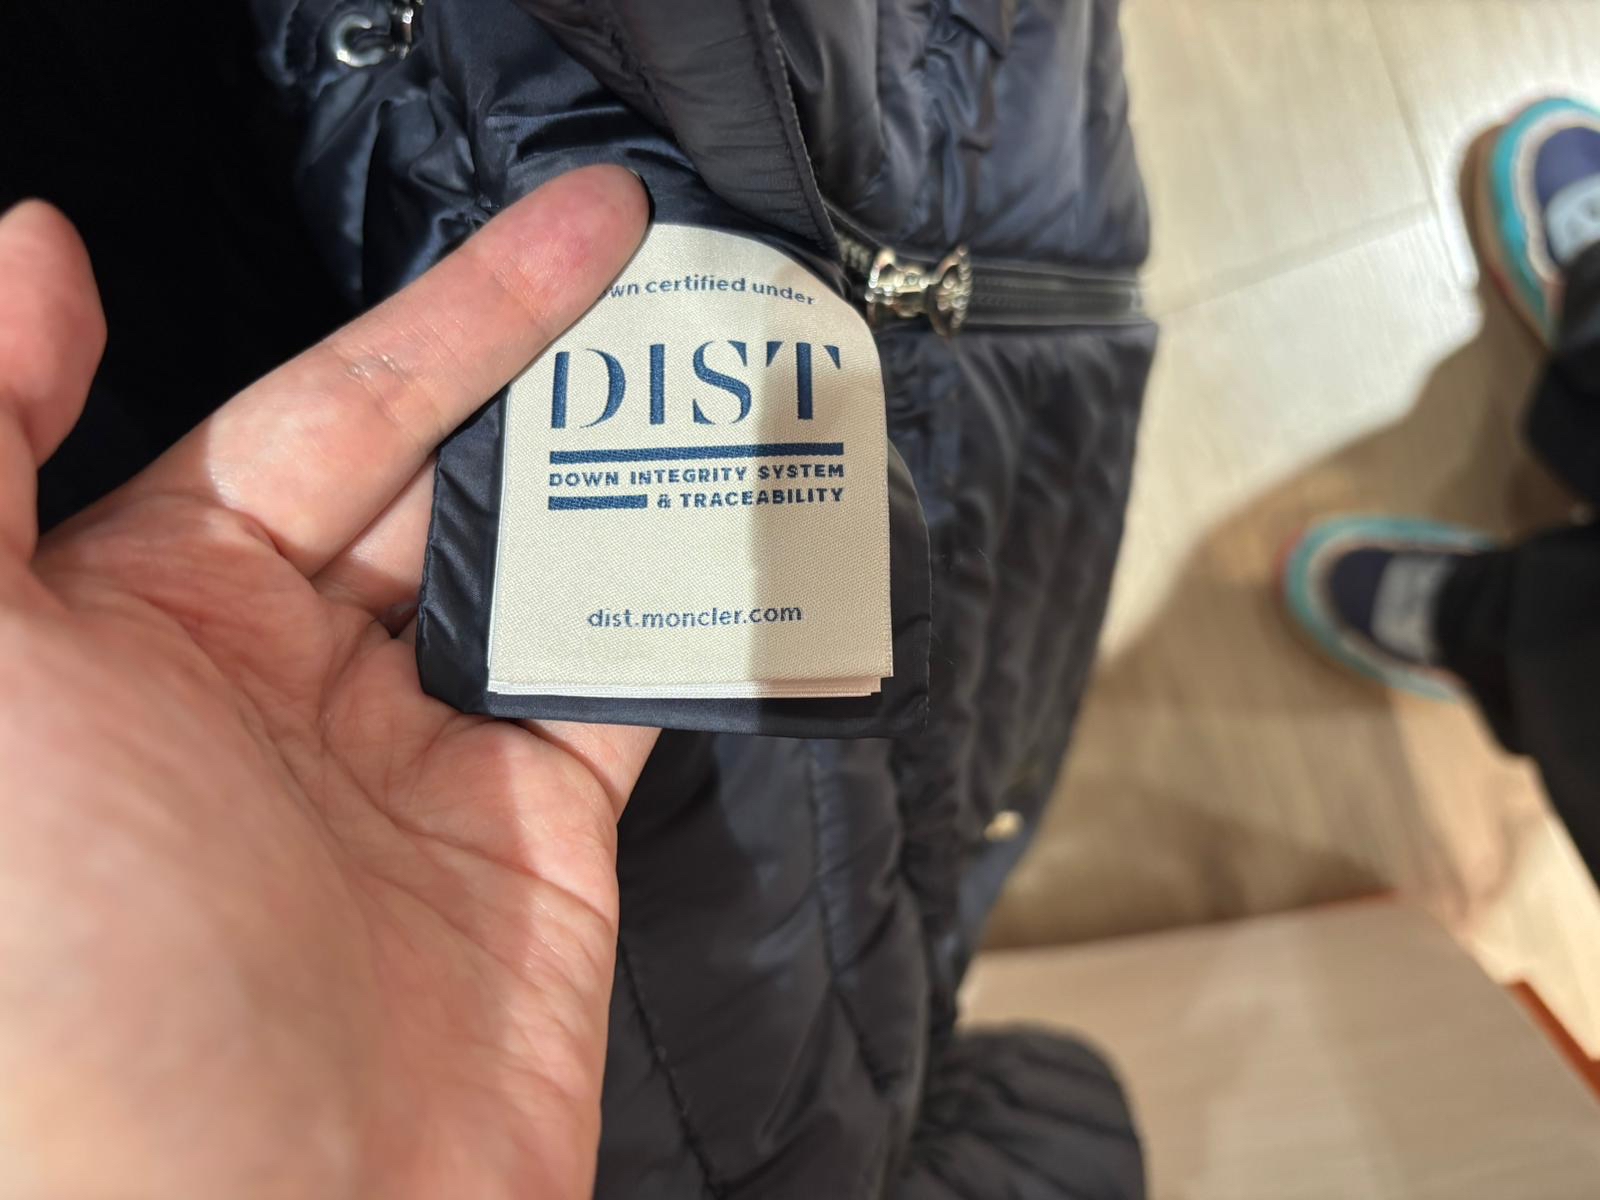 certified under
DIST
DOWN INTEGRITY SYSTEM
& TRACEABILITY
dist.moncler.com